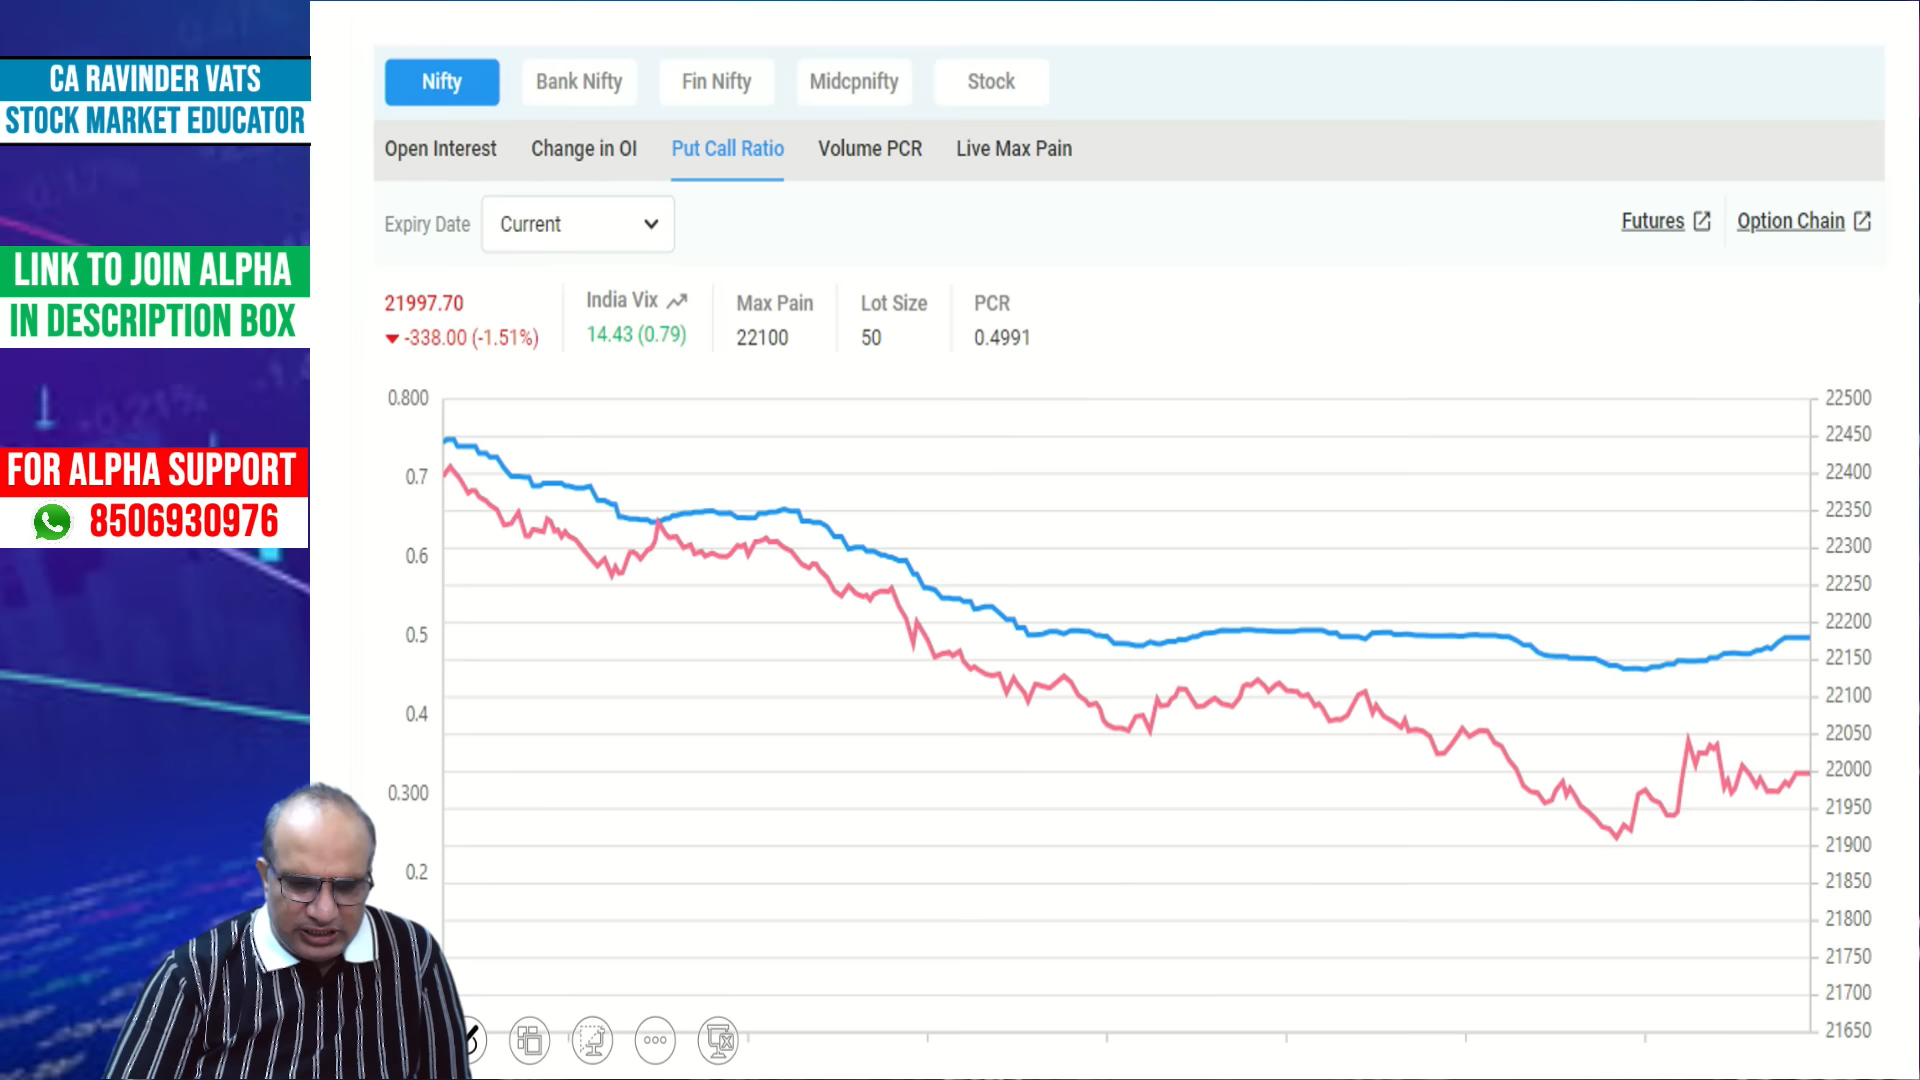 CA RAVINDER VATS
STOCK MARKET EDUCATOR
LINK TO JOIN ALPHA
IN DESCRIPTION BOX
FOR ALPHA SUPPORT
8506930976
Nifty Bank Nifty Fin Nifty Midcpnifty Stock
Open Interest Change in OI Put Call Ratio Volume PCR Live Max Pain
Expiry Date Current Futures Option Chain
21997.70 India Vix Max Pain Lot Size PCR
-338.00 (-1.51%) 14.43 (0.79) 22100 50 0.4991
0.800
0.7
0.6
0.5
0.4
0.300
0.2
22500
22450
22400
22350
22300
22250
22200
22150
22100
22050
22000
21950
21900
21850
21800
21750
21700
21650